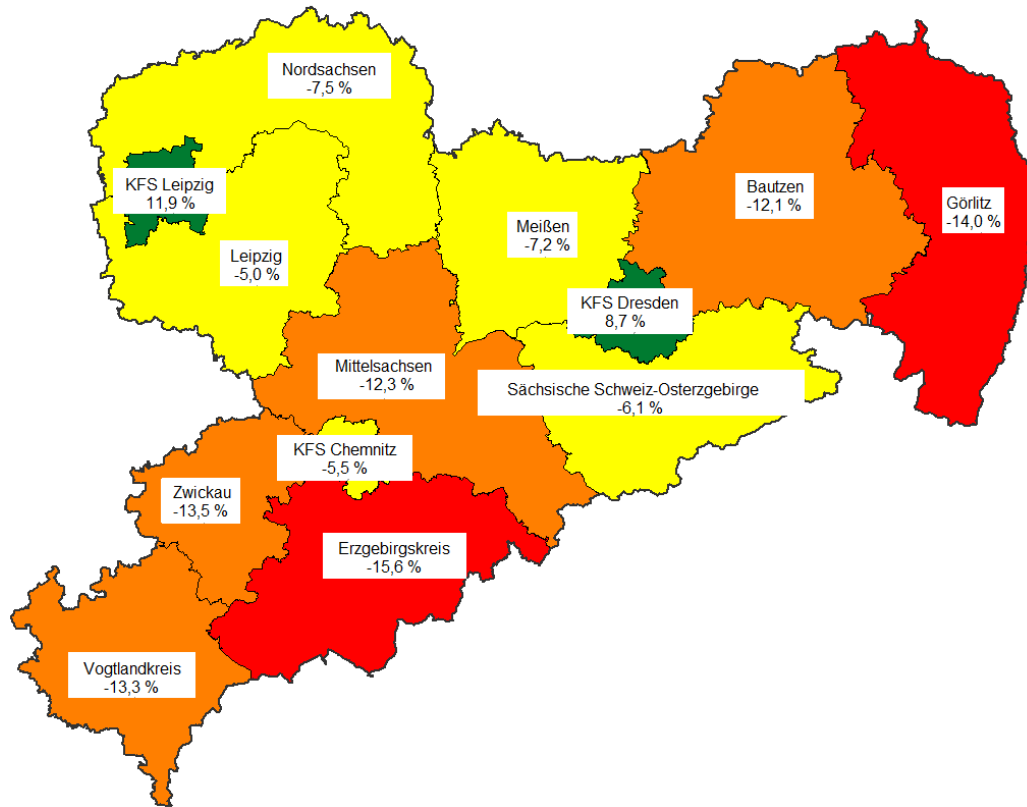 Nordsachsen
-7,5 %
KFS Leipzig
11,9 %
Bautzen
-12,1 %
Görlitz
-14,0 %
Meißen
-7,2 %
Leipzig
-5,0 %
KFS Dresden
8,7 %
Mittelsachsen
-12,3 %
Sächsische Schweiz-Osterzgebirge
-6,1 %
KFS Chemnitz
-5,5 %
Zwickau
-13,5 %
Erzgebirgskreis
-15,6 %
Vogtlandkreis
-13,3 %